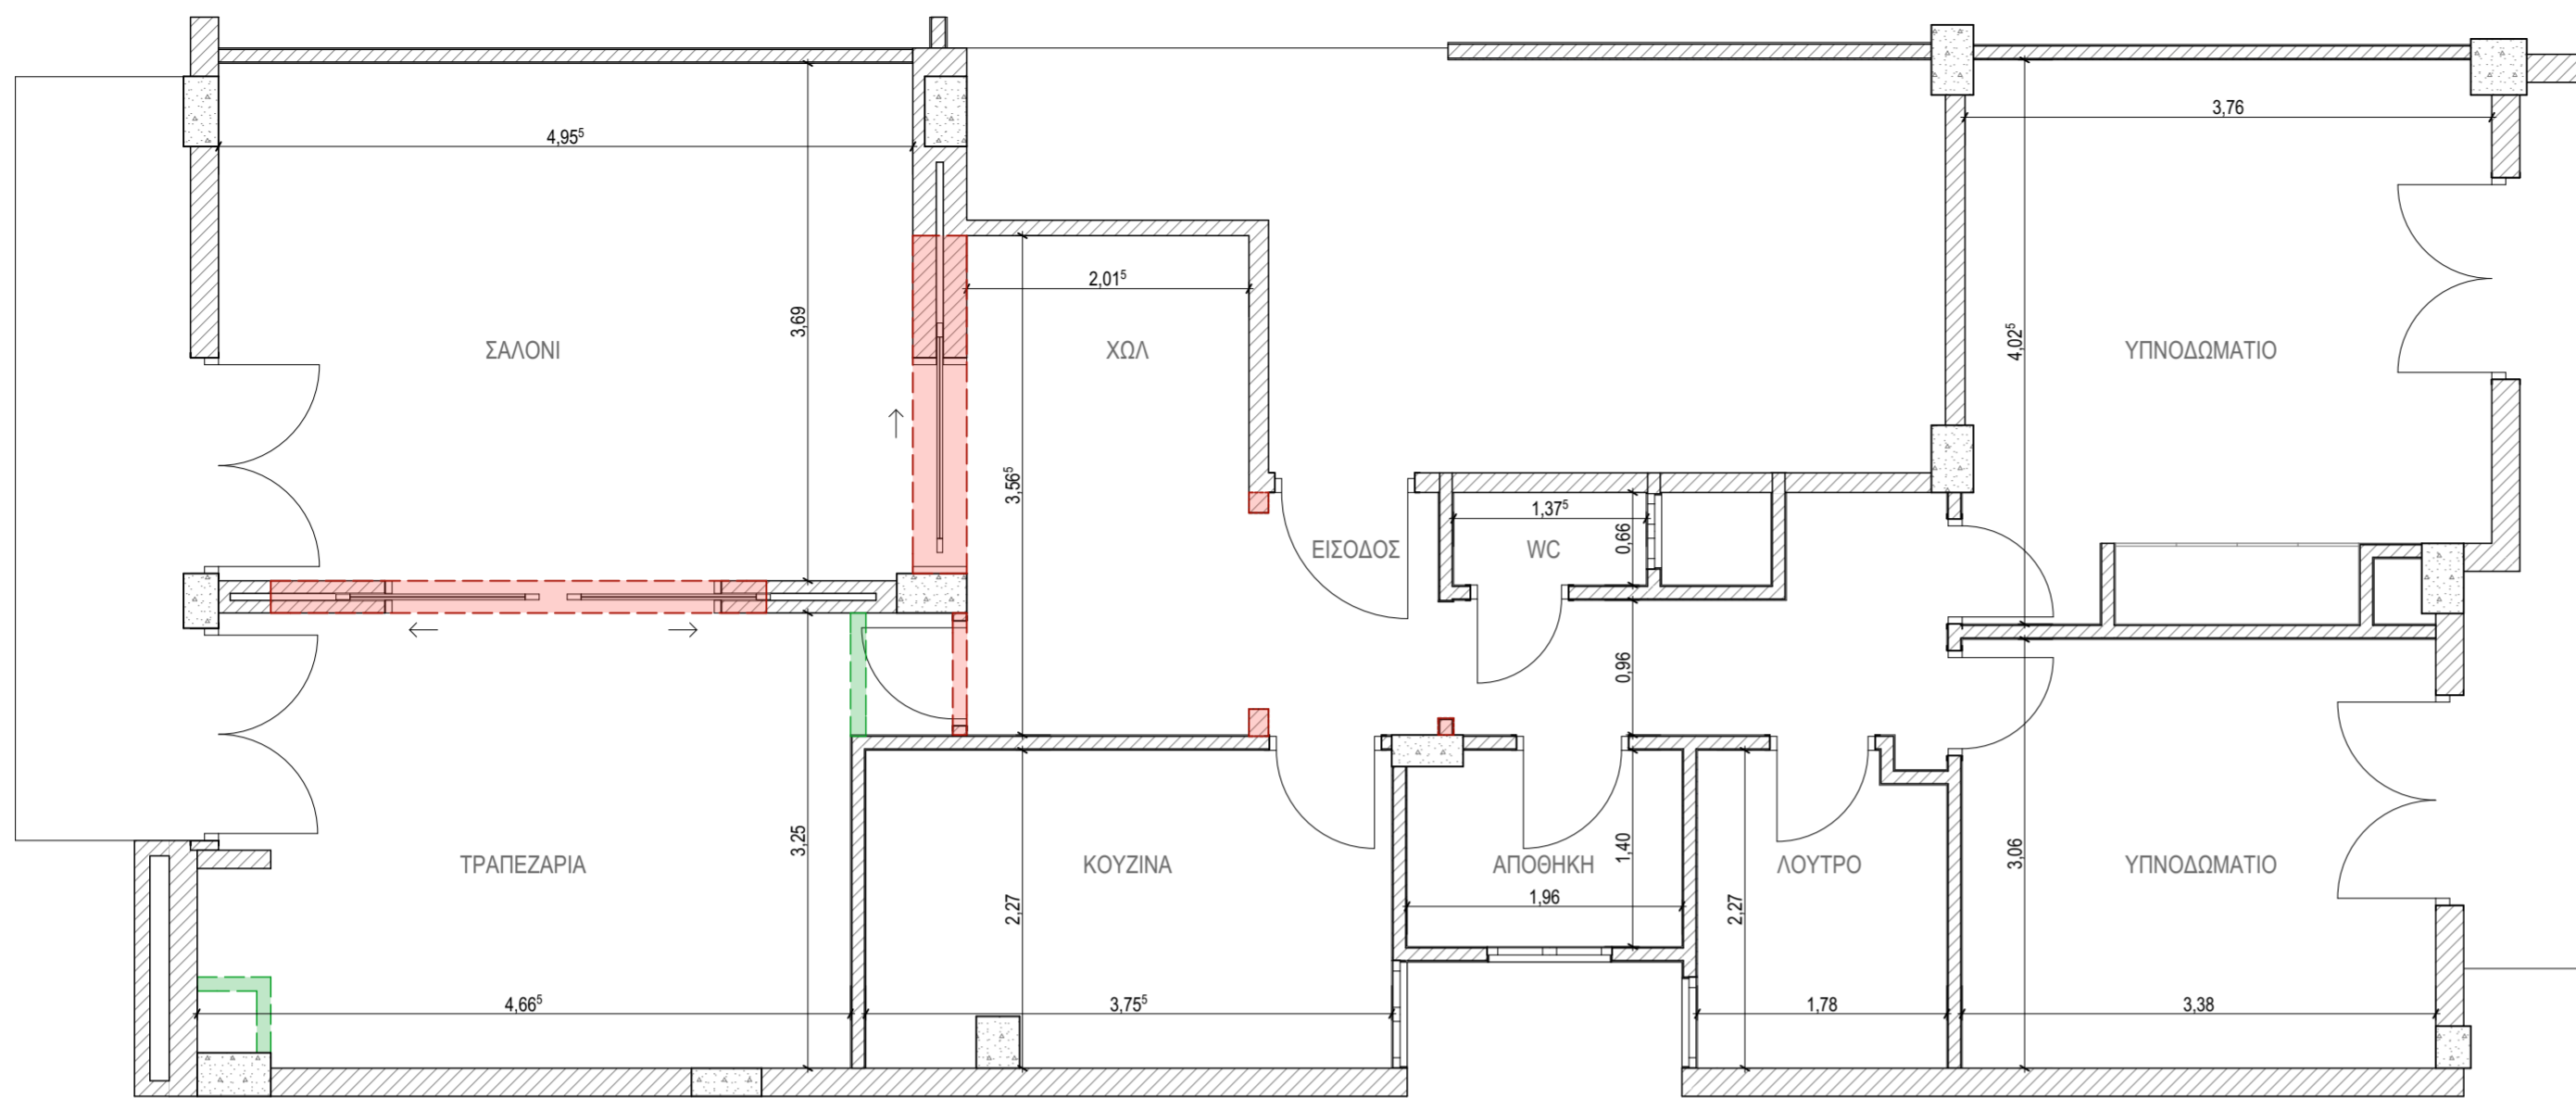 3,76
4,95⁵
2,01⁵
3,69
ΣΑΛΟΝΙ
ΧΩΛ
4,02⁵
ΥΠΝΟΔΩΜΑΤΙΟ
3,56⁵
1,37⁵
0,66
ΕΙΣΟΔΟΣ
WC
0,96
3,25
ΤΡΑΠΕΖΑΡΙΑ
ΚΟΥΖΙΝΑ
1,40
ΑΠΟΘΗΚΗ
ΛΟΥΤΡΟ
3,06
ΥΠΝΟΔΩΜΑΤΙΟ
1,96
2,27
2,27
4,66⁵
3,75⁵
1,78
3,38